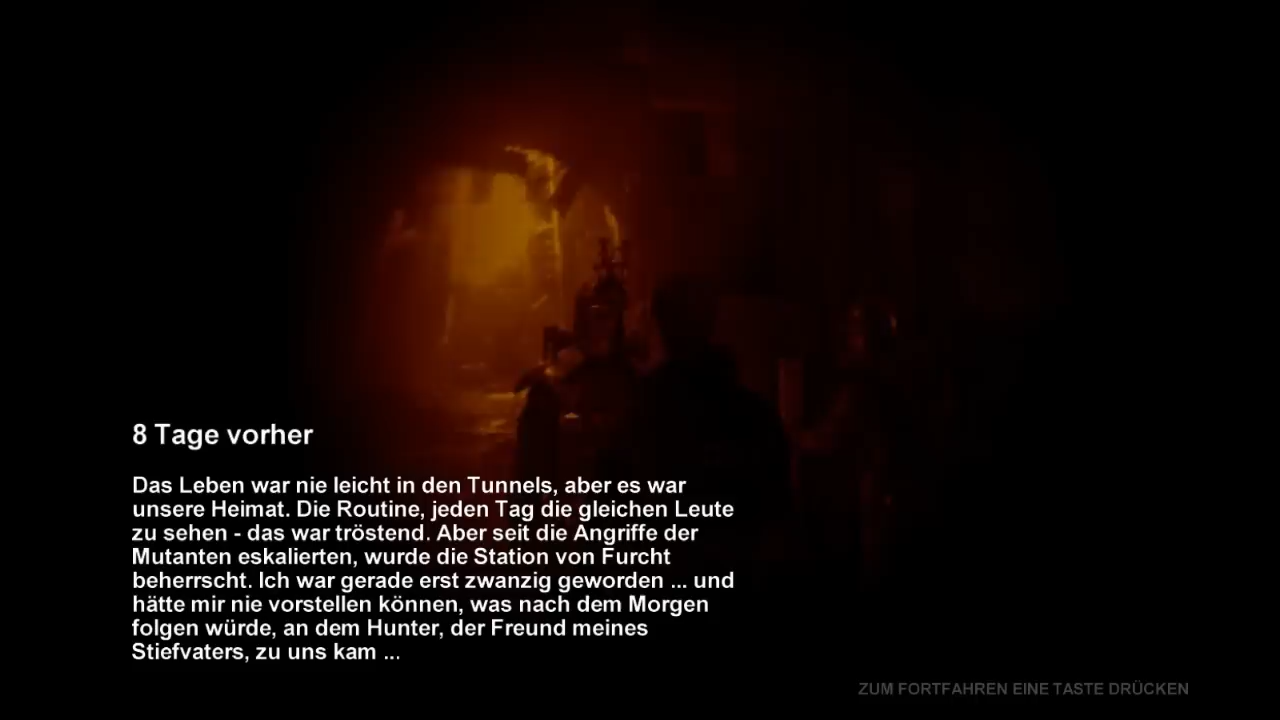 8 Tage vorher
Das Leben war nie leicht in den Tunnels, aber es war
unsere Heimat. Die Routine, jeden Tag die gleichen Leute
zu sehen - das war tröstend. Aber seit die Angriffe der
Mutanten eskalierten, wurde die Station von Furcht
beherrscht. Ich war gerade erst zwanzig geworden ... und
hätte mir nie vorstellen können, was nach dem Morgen
folgen würde, an dem Hunter, der Freund meines
Stiefvaters, zu uns kam ...
ZUM FORTFAHREN EINE TASTE DRÜCKEN